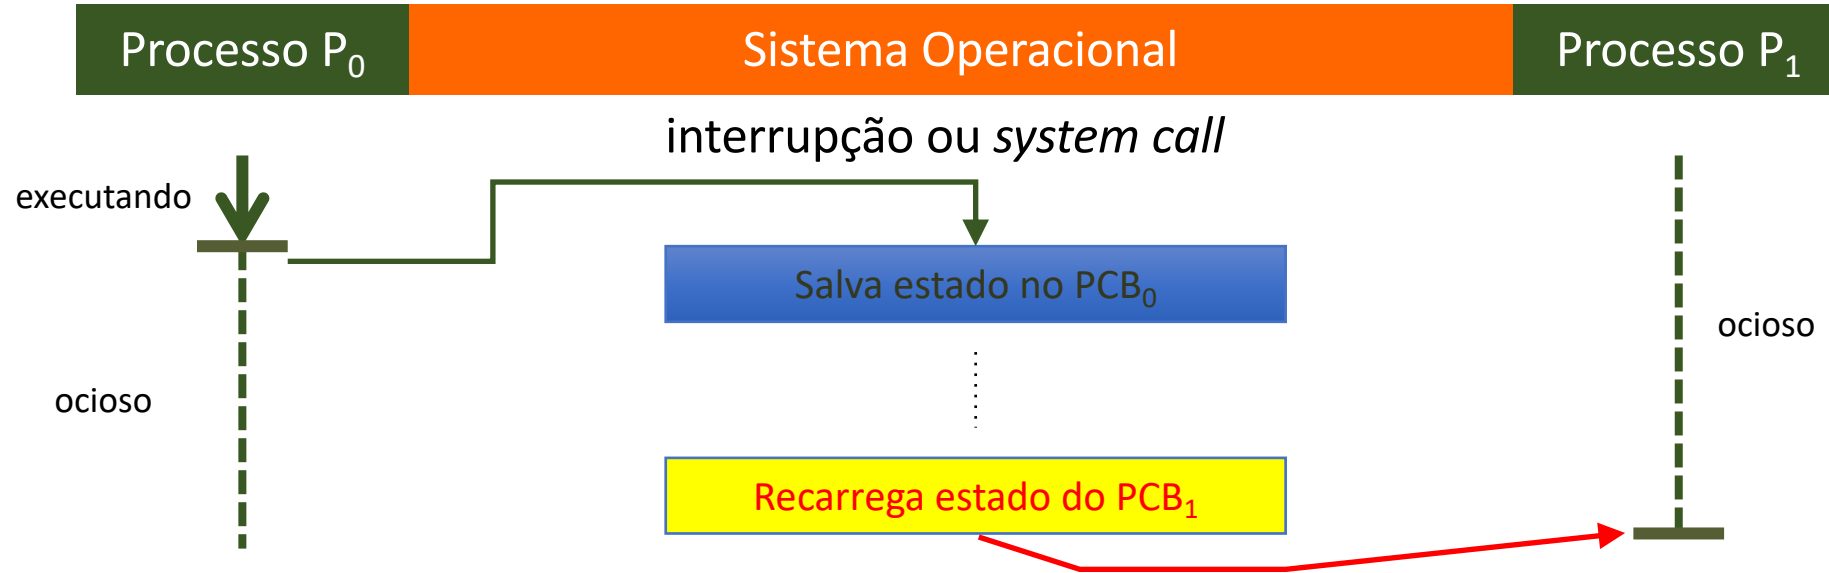 Processo P₀
Sistema Operacional
Processo P₁
interrupção ou system call
executando
Salva estado no PCB₀
ocioso
ocioso
Recarrega estado do PCB₁